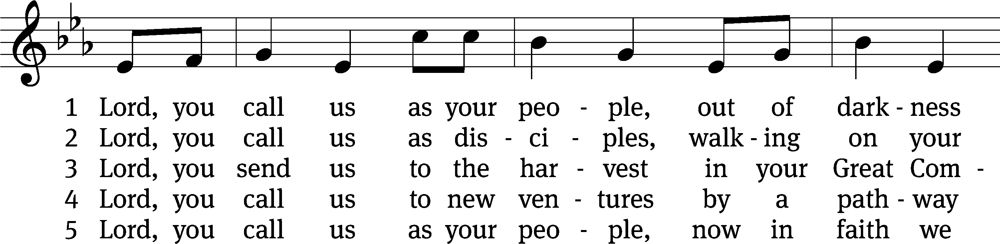 1 Lord, you call us as your peo - ple, out of dark - ness
2 Lord, you call us as dis - ci - ples, walk - ing on your
3 Lord, you send us to the har - vest in your Great Com -
4 Lord, you call us to new ven - tures by a path - way
5 Lord, you call us as your peo - ple, now in faith we